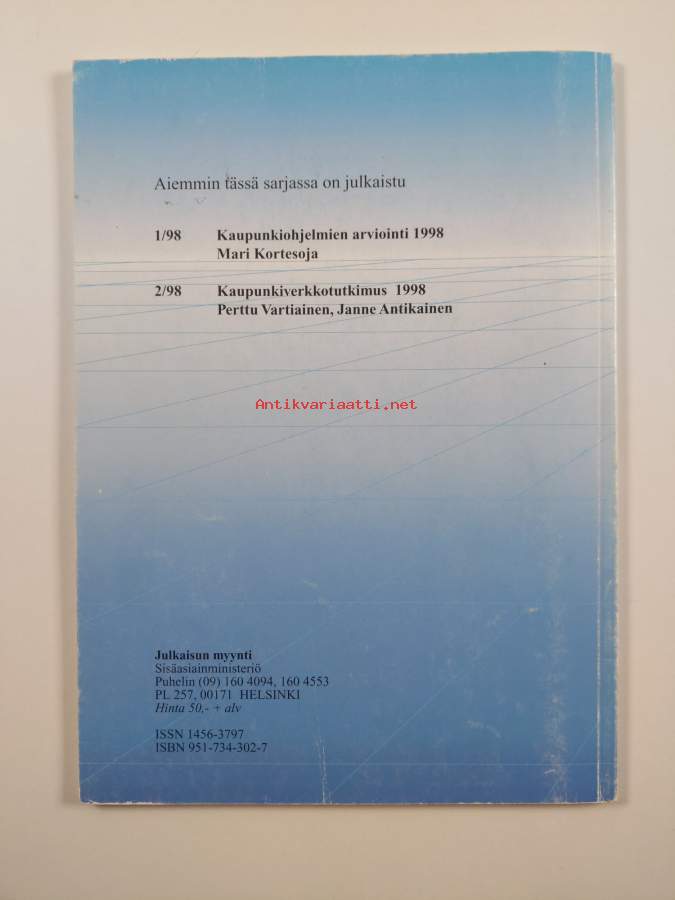 Aiemmin tässä sarjassa on julkaistu
1/98 Kaupunkiohjelmien arviointi 1998
Mari Kortesoja
2/98 Kaupunkiverkkotutkimus 1998
Perttu Vartiainen, Janne Antikainen
Antikvariaatti.net
Julkaisun myynti
Sisäasiainministeriö
Puhelin (09) 160 4094, 160 4553
PL 257, 00171 HELSINKI
Hinta 50,- + alv
ISSN 1456-3797
ISBN 951-734-302-7